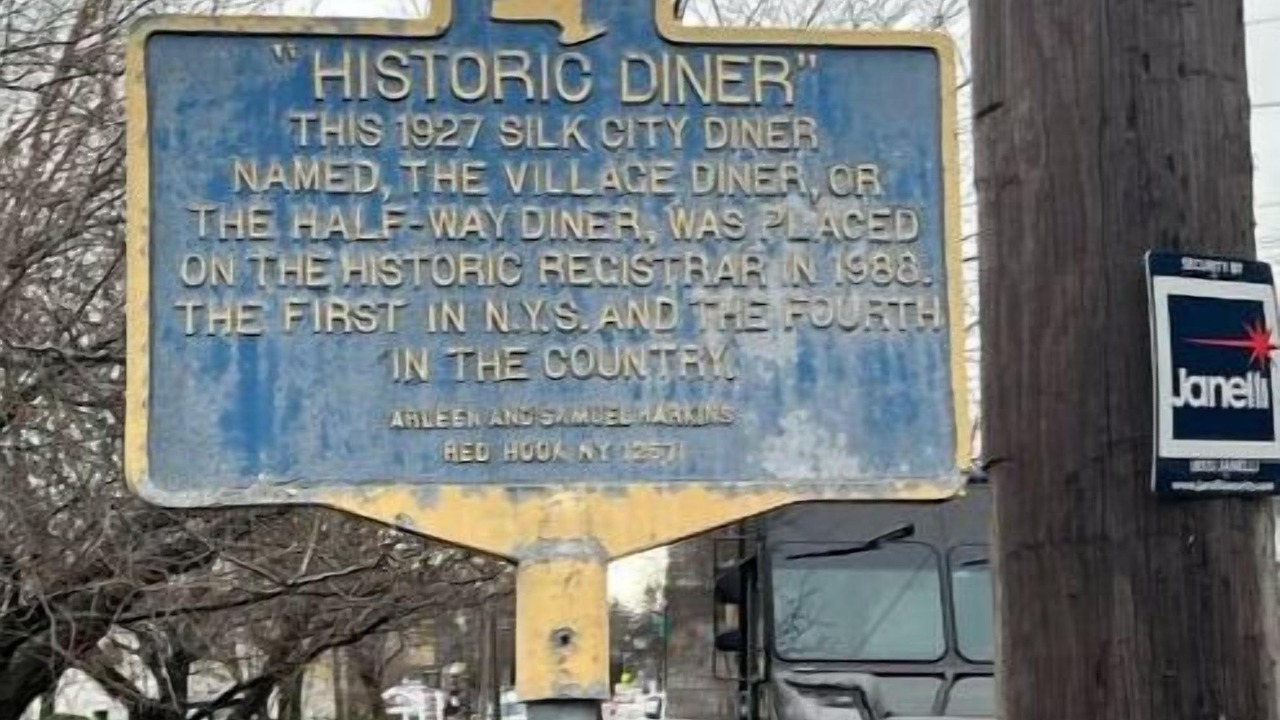 "HISTORIC DINER"
THIS 1927 SILK CITY DINER
NAMED, THE VILLAGE DINER, OR
THE HALF-WAY DINER, WAS PLACED
ON THE HISTORIC REGISTRAR IN 1988.
THE FIRST IN N.Y.S. AND THE FOURTH
IN THE COUNTRY.
ARLEEN AND SAMUEL HARKINS
RED HOOK NY 12571
SECURITY BY
Janelli